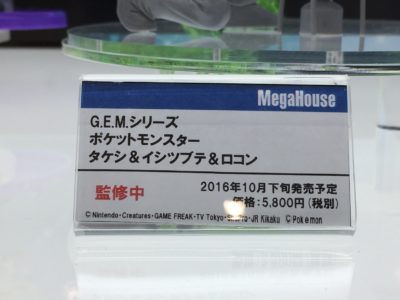 MegaHouse
G.E.M.シリーズ
ポケットモンスター
タケシ＆イシツブテ＆ロコン
監修中
2016年10月下旬発売予定
価格：5,800円（税別）
©Nintendo・Creatures・GAME FREAK・TV Tokyo・ShoPro・JR Kikaku ©Pokémon